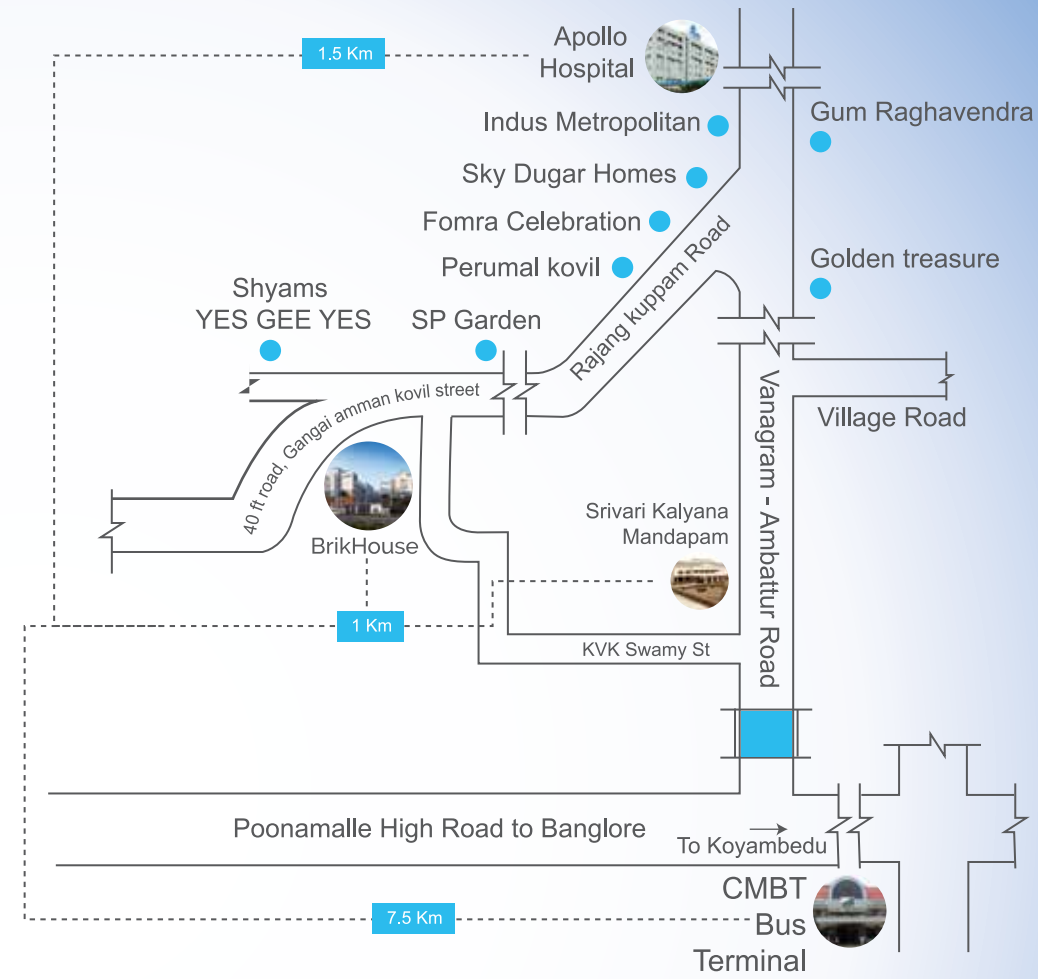 1.5 Km
Apollo
Hospital
Indus Metropolitan
Gum Raghavendra
Sky Dugar Homes
Fomra Celebration
Perumal kovil
Rajang kuppam Road
Golden treasure
Shyams
YES GEE YES
SP Garden
40 ft road, Gangai amman kovil street
Village Road
Vanagram - Ambattur Road
BrikHouse
Srivari Kalyana
Mandapam
1 Km
KVK Swamy St
Poonamalle High Road to Banglore
To Koyambedu
7.5 Km
CMBT
Bus
Terminal